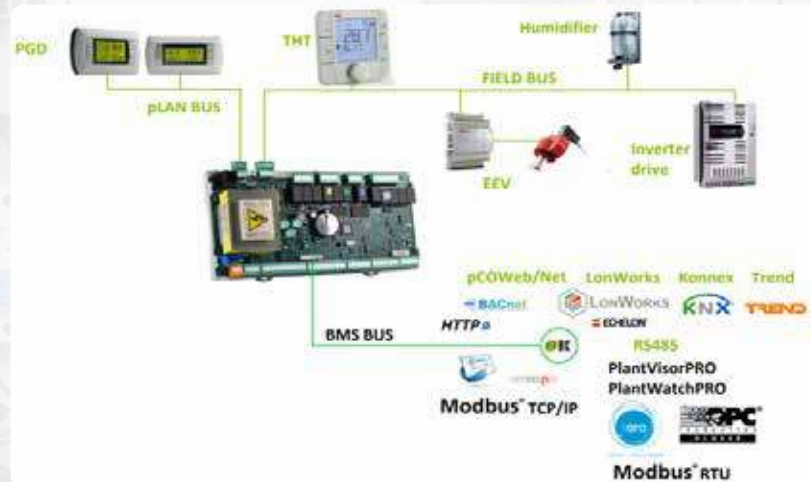 PGD
THT
Humidifier
FIELD BUS
pLAN BUS
EEV
Inverter
drive
pCOWeb/Net LonWorks Konnex Trend
BACnet
LONWORKS
KNX
TREND
HTTP
ECHELON
BMS BUS
RS485
PlantVisorPRO
PlantWatchPRO
Modbus® TCP/IP
OPC
Modbus® RTU